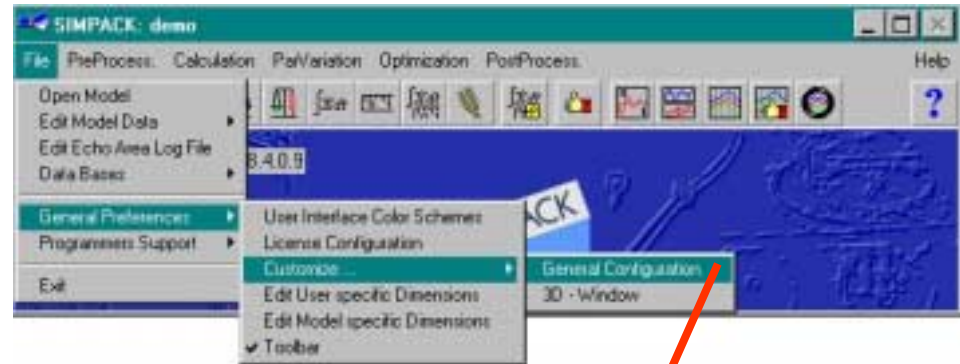 SIMPACK: demo
File PreProcess. Calculation ParVariation Optimization PostProcess. Help
Open Model
Edit Model Data
Edit Echo Area Log File
Data Bases
8.4.0.9
General Preferences
Programmers Support
Exit
ACK
User Interface Color Schemes
License Configuration
Customize ...
Edit User specific Dimensions
Edit Model specific Dimensions
Toolbar
General Configuration
3D - Window
?